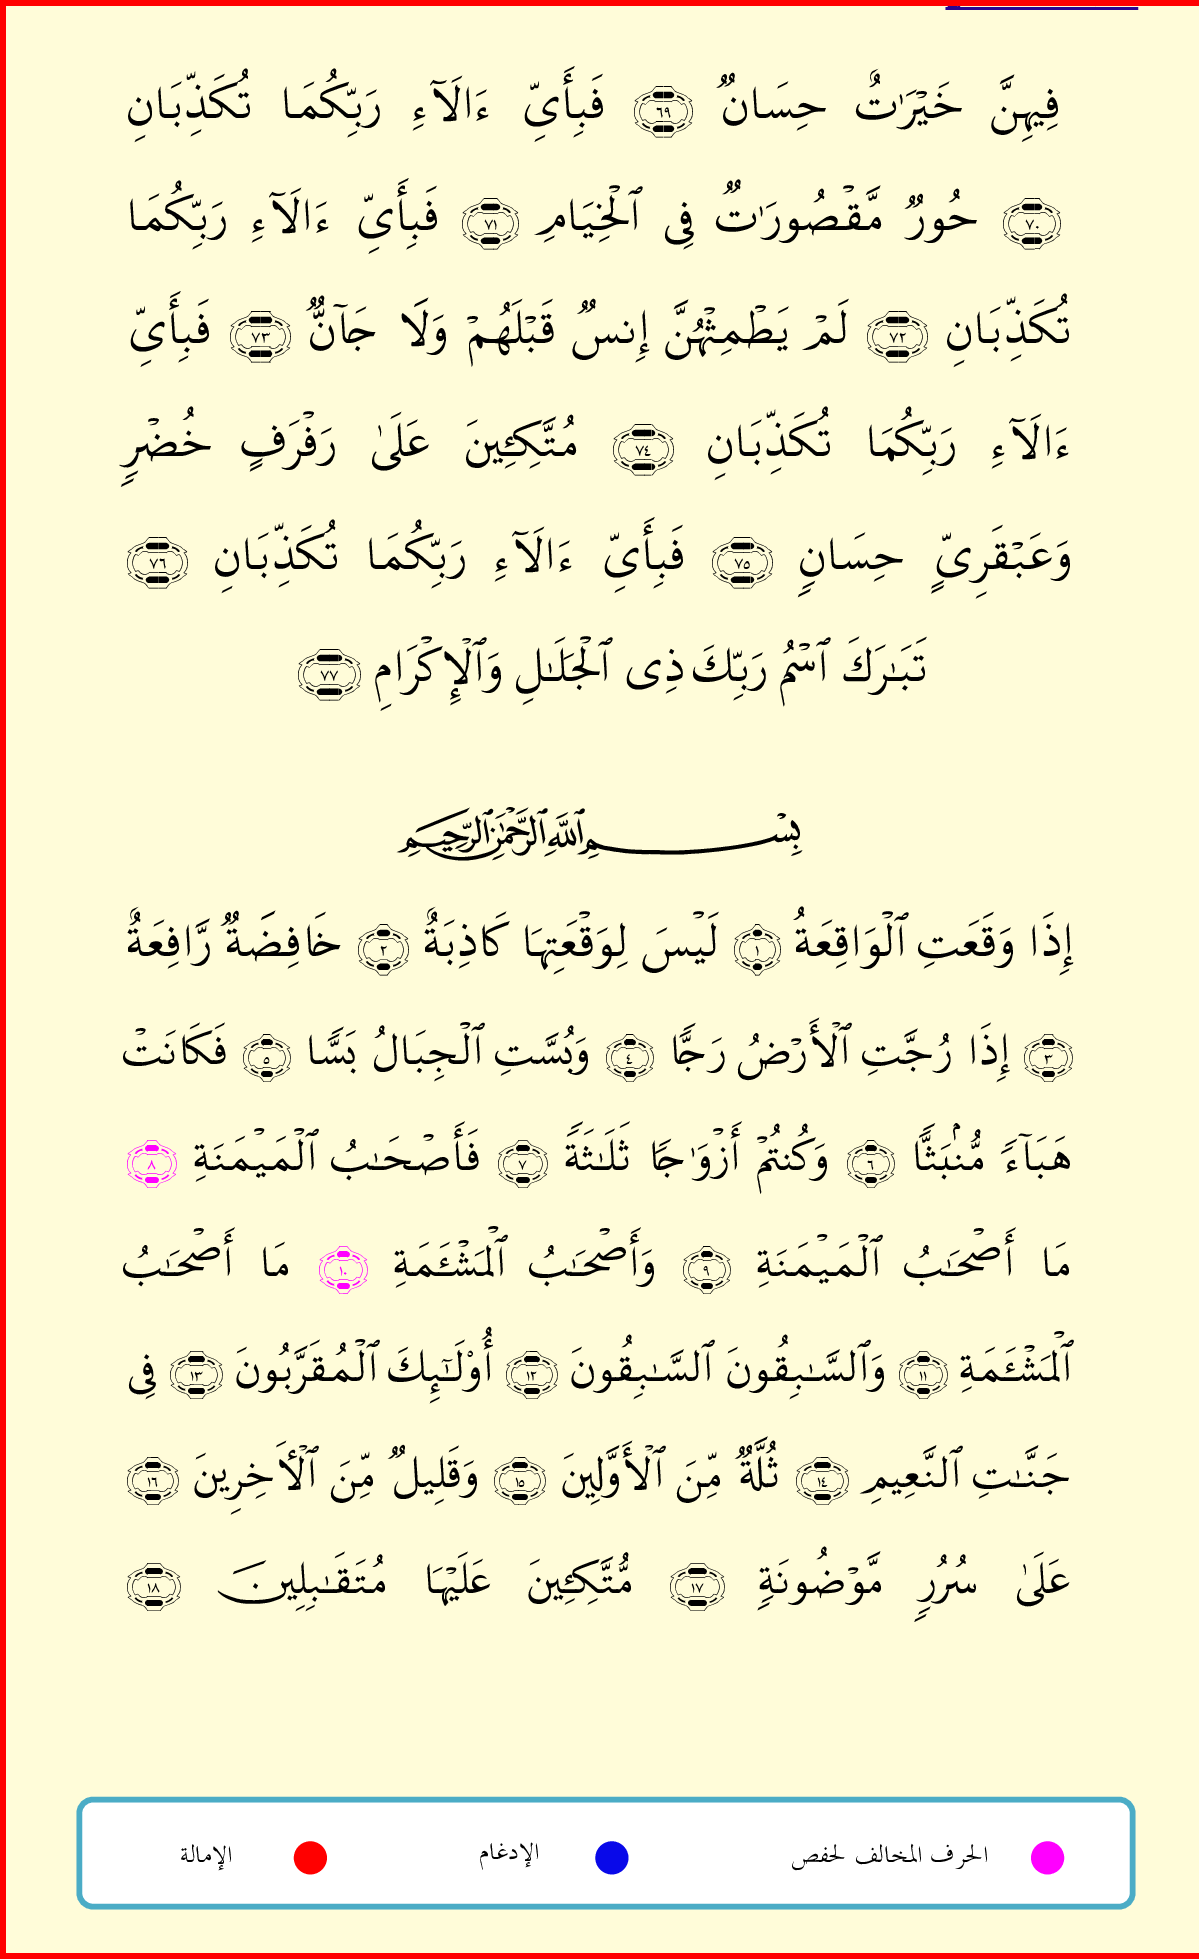 فِيهِنَّ خَيْرَٰتٌ حِسَانٌ ٦٩ فَبِأَىِّ ءَالَآءِ رَبِّكُمَا تُكَذِّبَانِ
٧٠ حُورٌ مَّقْصُورَٰتٌ فِى ٱلْخِيَامِ ٧١ فَبِأَىِّ ءَالَآءِ رَبِّكُمَا
تُكَذِّبَانِ ٧٢ لَمْ يَطْمِثْهُنَّ إِنسٌ قَبْلَهُمْ وَلَا جَآنٌّ ٧٣ فَبِأَىِّ
ءَالَآءِ رَبِّكُمَا تُكَذِّبَانِ ٧٤ مُتَّكِـِٔينَ عَلَىٰ رَفْرَفٍ خُضْرٍ
وَعَبْقَرِىٍّ حِسَانٍ ٧٥ فَبِأَىِّ ءَالَآءِ رَبِّكُمَا تُكَذِّبَانِ ٧٦
تَبَـٰرَكَ ٱسْمُ رَبِّكَ ذِى ٱلْجَلَـٰلِ وَٱلْإِكْرَامِ ٧٧
بِسْمِ ٱللَّهِ ٱلرَّحْمَـٰنِ ٱلرَّحِيمِ
إِذَا وَقَعَتِ ٱلْوَاقِعَةُ ١ لَيْسَ لِوَقْعَتِهَا كَاذِبَةٌ ٢ خَافِضَةٌ رَّافِعَةٌ
٣ إِذَا رُجَّتِ ٱلْأَرْضُ رَجًّا ٤ وَبُسَّتِ ٱلْجِبَالُ بَسًّا ٥ فَكَانَتْ
هَبَآءً مُّنۢبَثًّا ٦ وَكُنتُمْ أَزْوَٰجًا ثَلَـٰثَةً ٧ فَأَصْحَـٰبُ ٱلْمَيْمَنَةِ ٨
مَا أَصْحَـٰبُ ٱلْمَيْمَنَةِ ٩ وَأَصْحَـٰبُ ٱلْمَشْـَٔمَةِ ١٠ مَا أَصْحَـٰبُ
ٱلْمَشْـَٔمَةِ ١١ وَٱلسَّـٰبِقُونَ ٱلسَّـٰبِقُونَ ١٢ أُوْلَـٰٓئِكَ ٱلْمُقَرَّبُونَ ١٣ فِى
جَنَّـٰتِ ٱلنَّعِيمِ ١٤ ثُلَّةٌ مِّنَ ٱلْأَوَّلِينَ ١٥ وَقَلِيلٌ مِّنَ ٱلْأَخِرِينَ ١٦
عَلَىٰ سُرُرٍ مَّوْضُونَةٍ ١٧ مُّتَّكِـِٔينَ عَلَيْهَا مُتَقَـٰبِلِينَ ١٨
الحرف المخالف لحفص الإدغام الإمالة